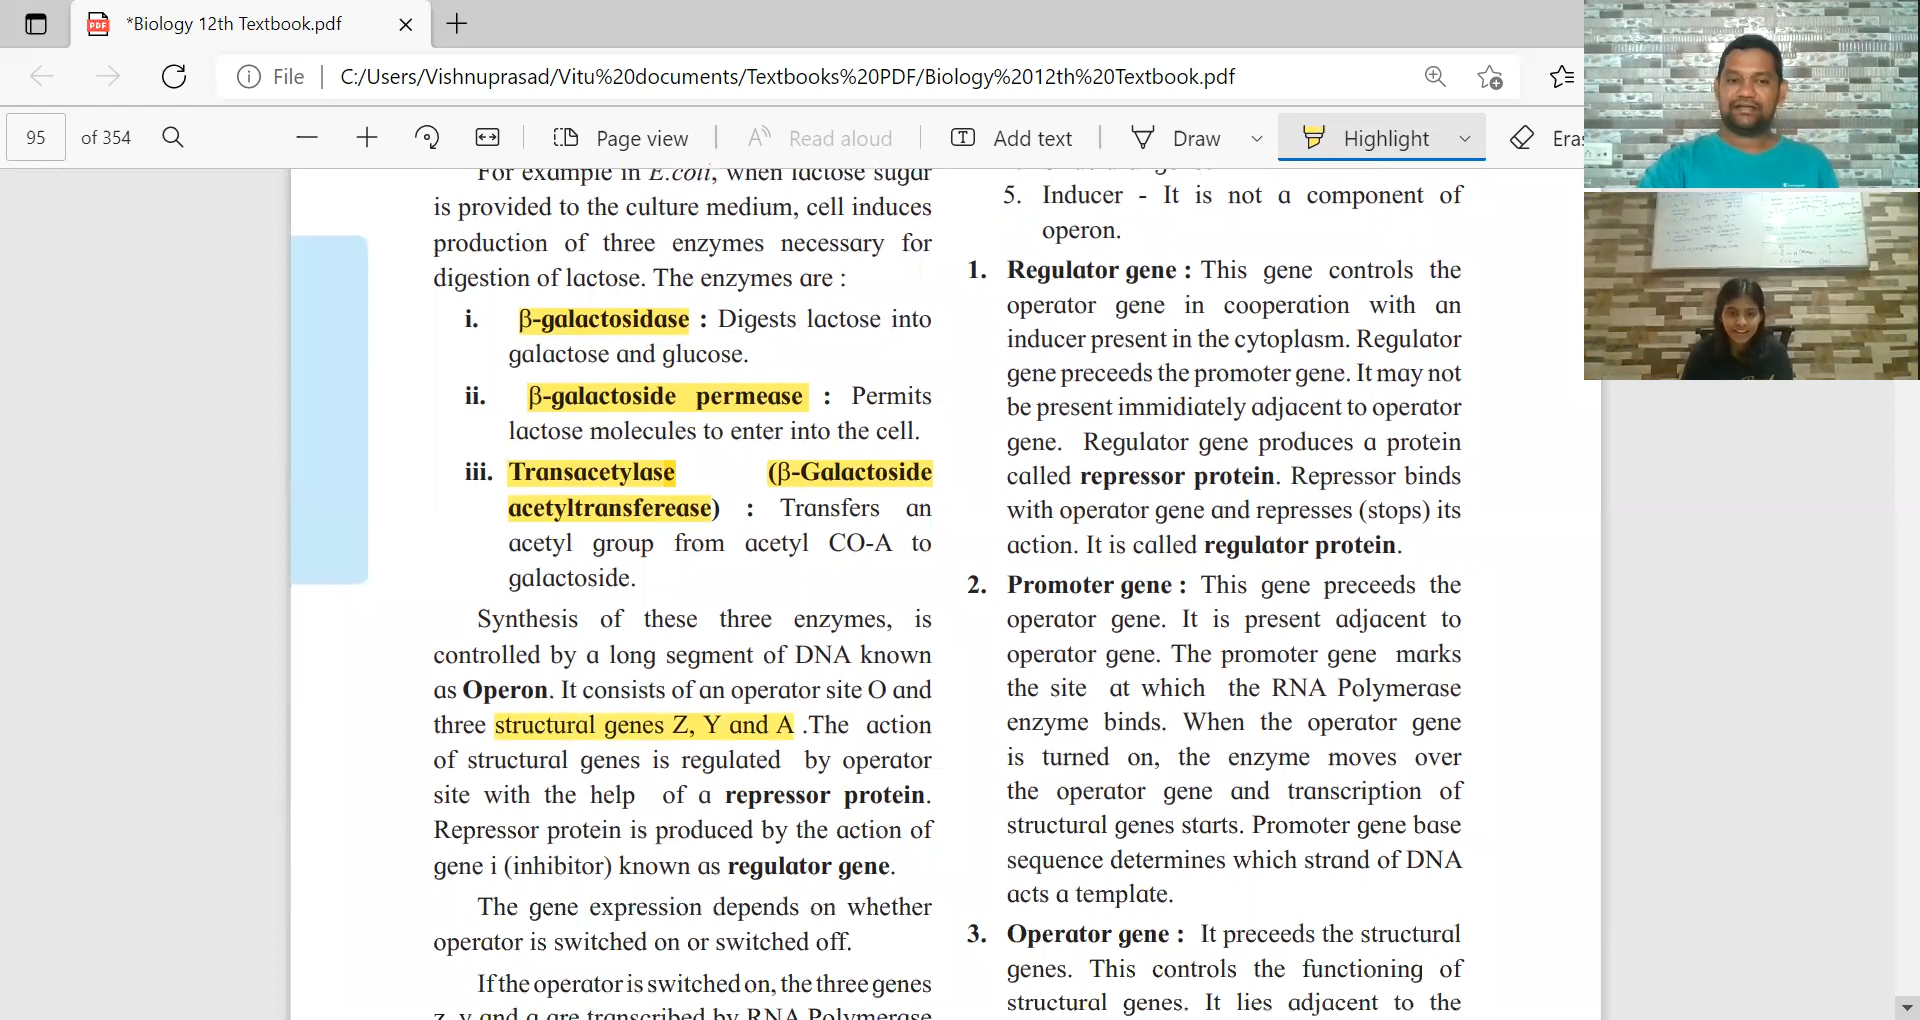 *Biology 12th Textbook.pdf
File
C:/Users/Vishnuprasad/Vitu%20documents/Textbooks%20PDF/Biology%2012th%20Textbook.pdf
95 of 354
Page view
Read aloud
Add text
Draw
Highlight
Eras
For example in E.coli, when lactose sugar
is provided to the culture medium, cell induces
production of three enzymes necessary for
digestion of lactose. The enzymes are :
i. β-galactosidase : Digests lactose into
galactose and glucose.
ii. β-galactoside permease : Permits
lactose molecules to enter into the cell.
iii. Transacetylase (β-Galactoside
acetyltransferease) : Transfers an
acetyl group from acetyl CO-A to
galactoside.
Synthesis of these three enzymes, is
controlled by a long segment of DNA known
as Operon. It consists of an operator site O and
three structural genes Z, Y and A .The action
of structural genes is regulated by operator
site with the help of a repressor protein.
Repressor protein is produced by the action of
gene i (inhibitor) known as regulator gene.
The gene expression depends on whether
operator is switched on or switched off.
If the operator is switched on, the three genes
z, y and a are transcribed by RNA Polymerase
5. Inducer - It is not a component of
operon.
1. Regulator gene : This gene controls the
operator gene in cooperation with an
inducer present in the cytoplasm. Regulator
gene preceeds the promoter gene. It may not
be present immidiately adjacent to operator
gene. Regulator gene produces a protein
called repressor protein. Repressor binds
with operator gene and represses (stops) its
action. It is called regulator protein.
2. Promoter gene : This gene preceeds the
operator gene. It is present adjacent to
operator gene. The promoter gene marks
the site at which the RNA Polymerase
enzyme binds. When the operator gene
is turned on, the enzyme moves over
the operator gene and transcription of
structural genes starts. Promoter gene base
sequence determines which strand of DNA
acts a template.
3. Operator gene : It preceeds the structural
genes. This controls the functioning of
structural genes. It lies adjacent to the